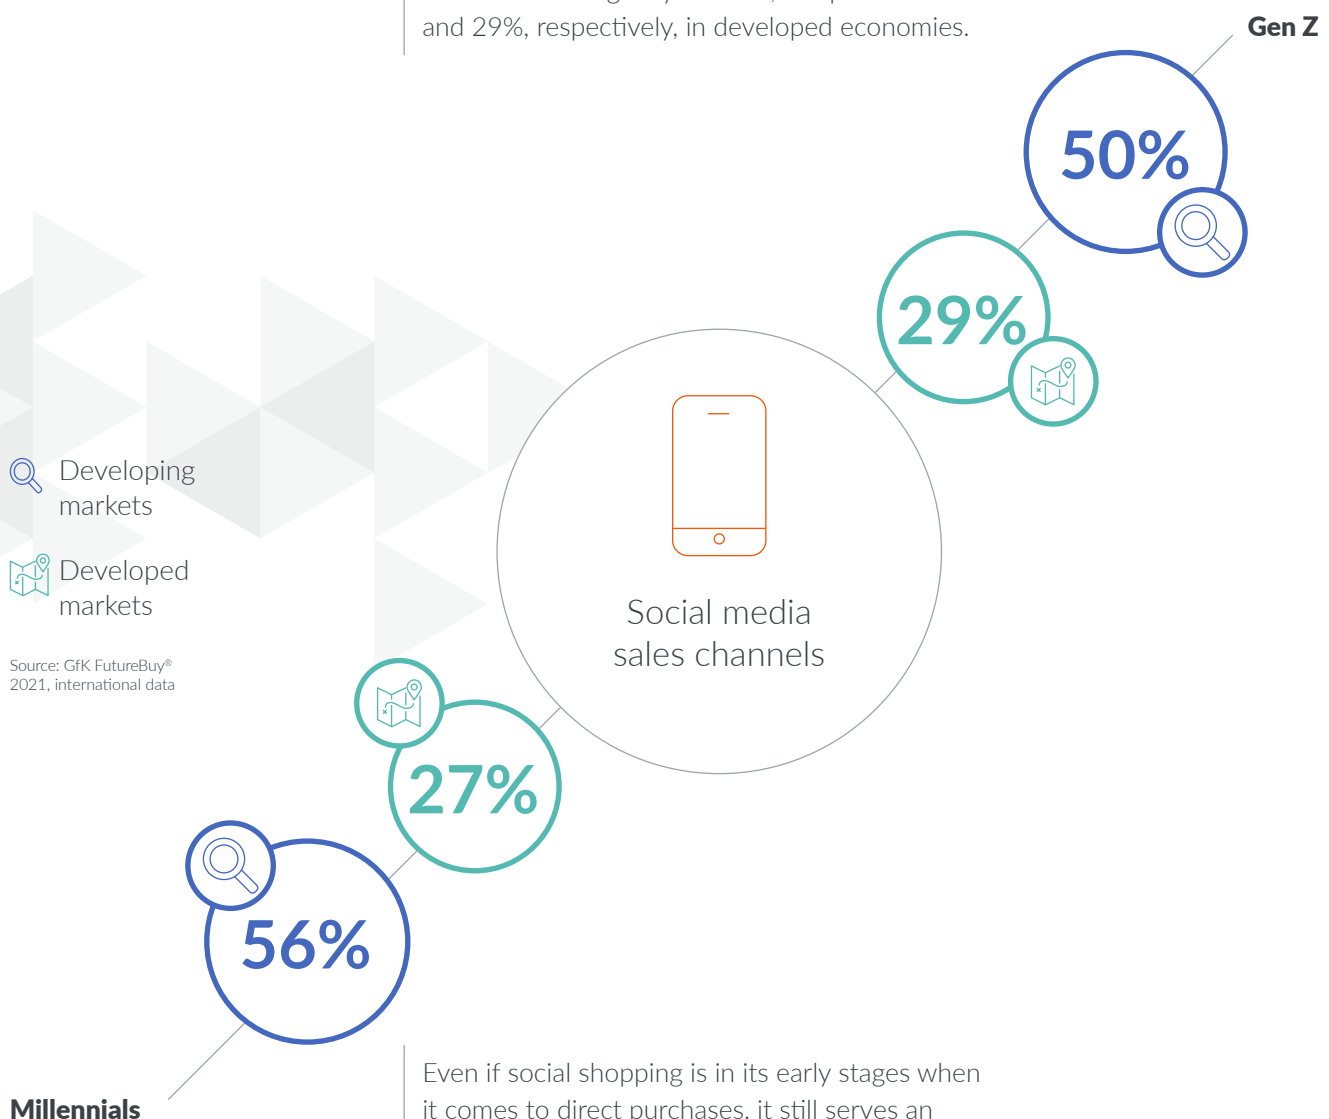 and 29%, respectively, in developed economies.
Gen Z
50%
29%
Developing
markets
Developed
markets
Source: GfK FutureBuy®
2021, international data
Social media
sales channels
27%
56%
Millennials
Even if social shopping is in its early stages when
it comes to direct purchases, it still serves an